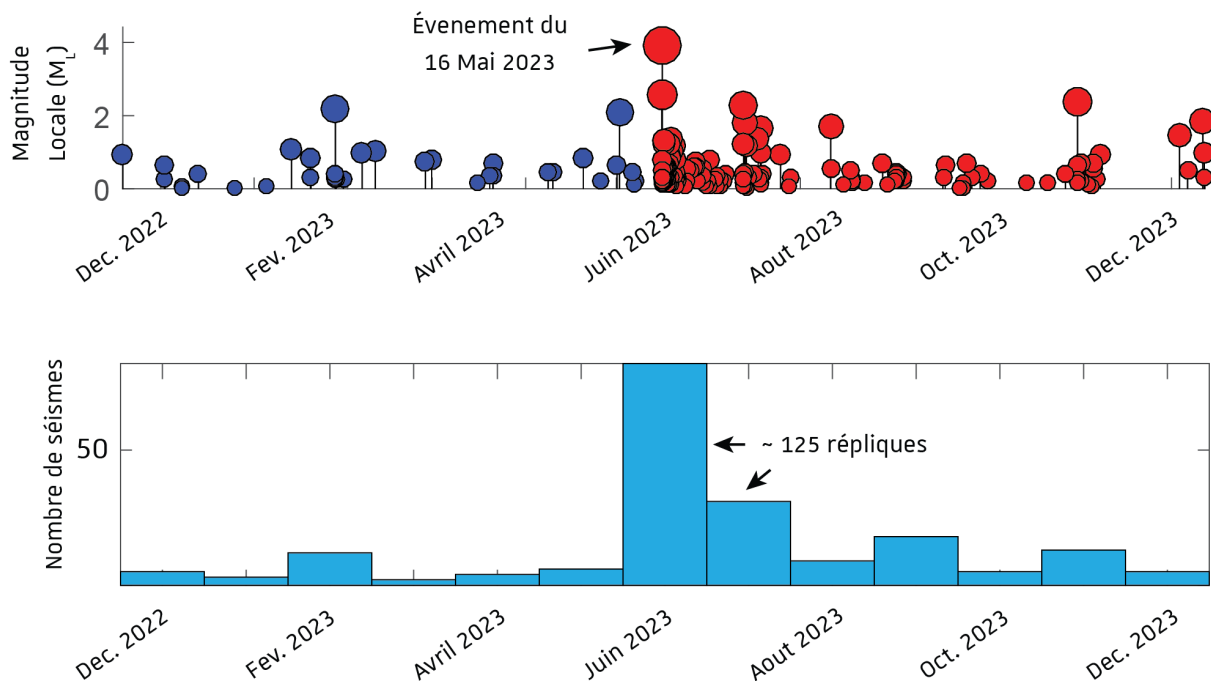 Évenement du
16 Mai 2023
Magnitude
Locale (ML)
4
2
0
Dec. 2022
Fev. 2023
Avril 2023
Juin 2023
Aout 2023
Oct. 2023
Dec. 2023
Nombre de séismes
50
~ 125 répliques
Dec. 2022
Fev. 2023
Avril 2023
Juin 2023
Aout 2023
Oct. 2023
Dec. 2023